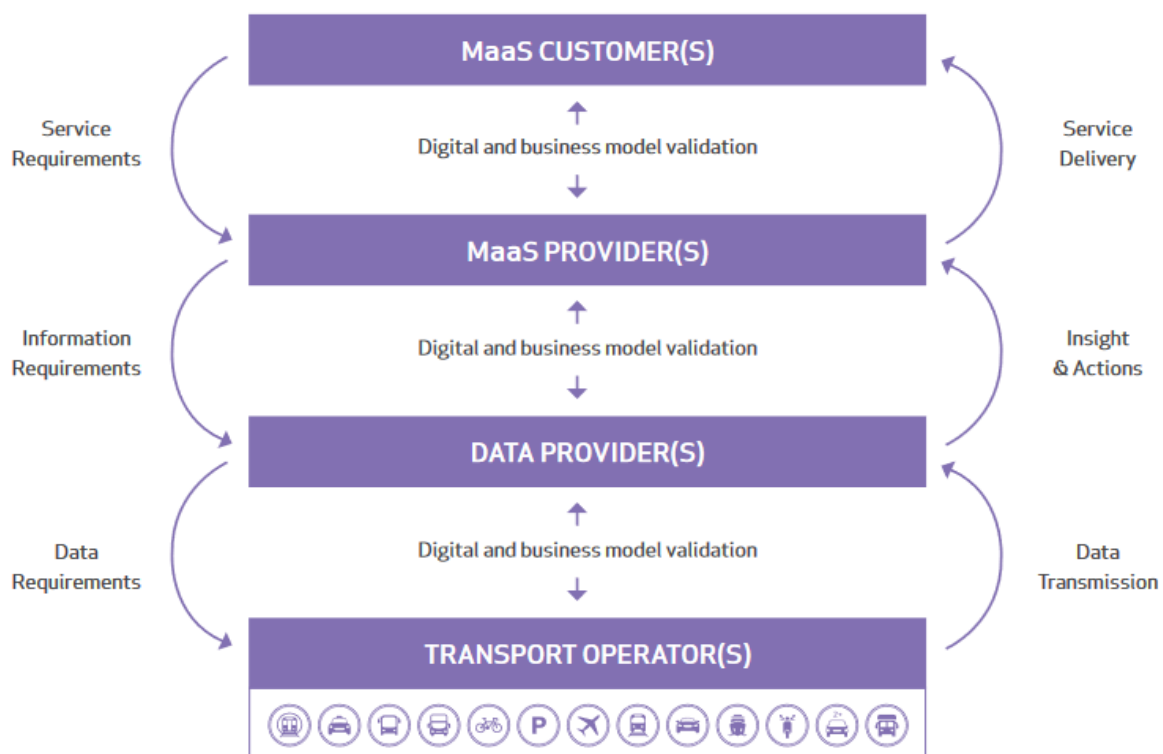 MaaS CUSTOMER(S)
Service
Requirements
Digital and business model validation
Service
Delivery
MaaS PROVIDER(S)
Information
Requirements
Digital and business model validation
Insight
& Actions
DATA PROVIDER(S)
Data
Requirements
Digital and business model validation
Data
Transmission
TRANSPORT OPERATOR(S)
P
2+